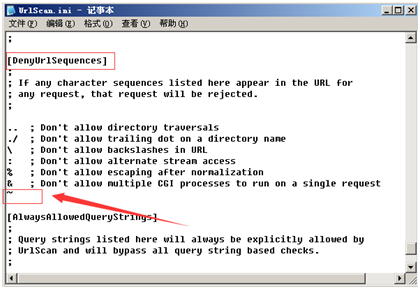 UrlScan.ini - 记事本
文件(F) 编辑(E) 格式(O) 查看(V) 帮助(H)
;
[DenyUrlSequences]
;
; If any character sequences listed here appear in the URL for
; any request, that request will be rejected.
;
..  ; Don't allow directory traversals
./  ; Don't allow trailing dot on a directory name
\   ; Don't allow backslashes in URL
:   ; Don't allow alternate stream access
%   ; Don't allow escaping after normalization
&   ; Don't allow multiple CGI processes to run on a single request
~
[AlwaysAllowedQueryStrings]
;
; Query strings listed here will always be explicitly allowed by
; UrlScan and will bypass all query string based checks.
;